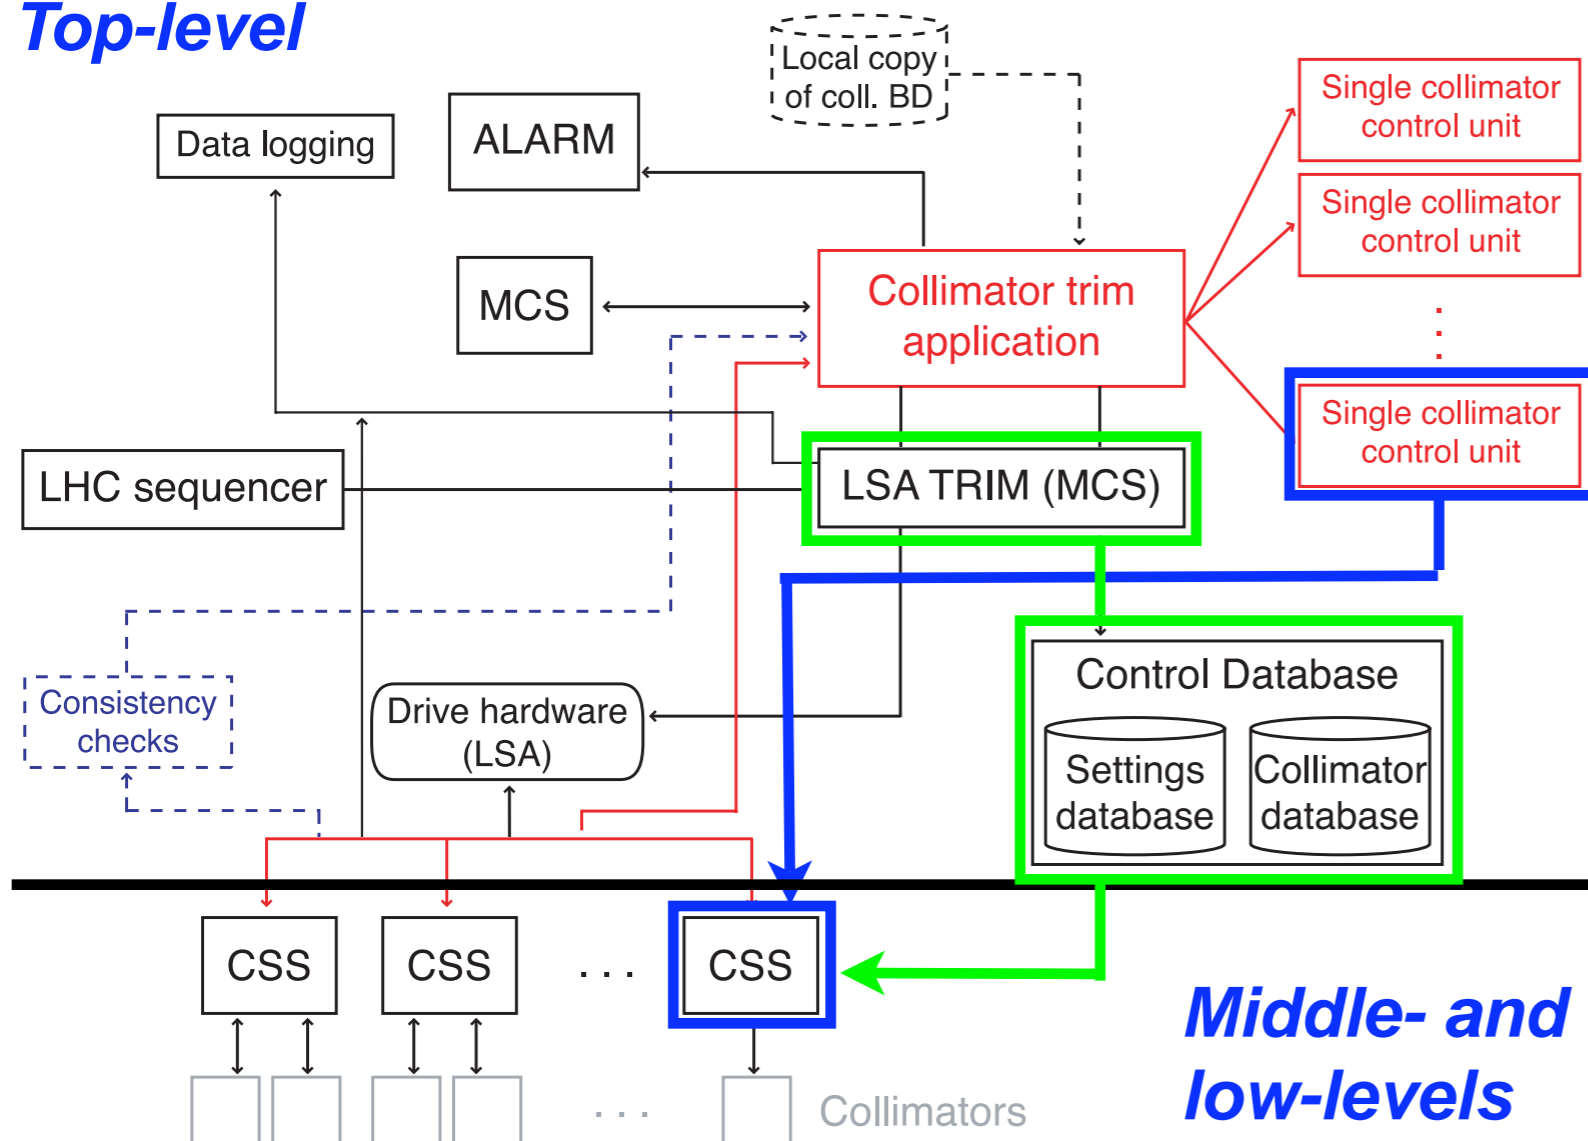 Top-level
Local copy
of coll. BD
Single collimator
control unit
Data logging
ALARM
Single collimator
control unit
MCS
Collimator trim
application
Single collimator
control unit
LHC sequencer
LSA TRIM (MCS)
Control Database
Consistency
checks
Drive hardware
(LSA)
Settings
database
Collimator
database
CSS
CSS
. . .
CSS
Middle- and
low-levels
. . .
Collimators